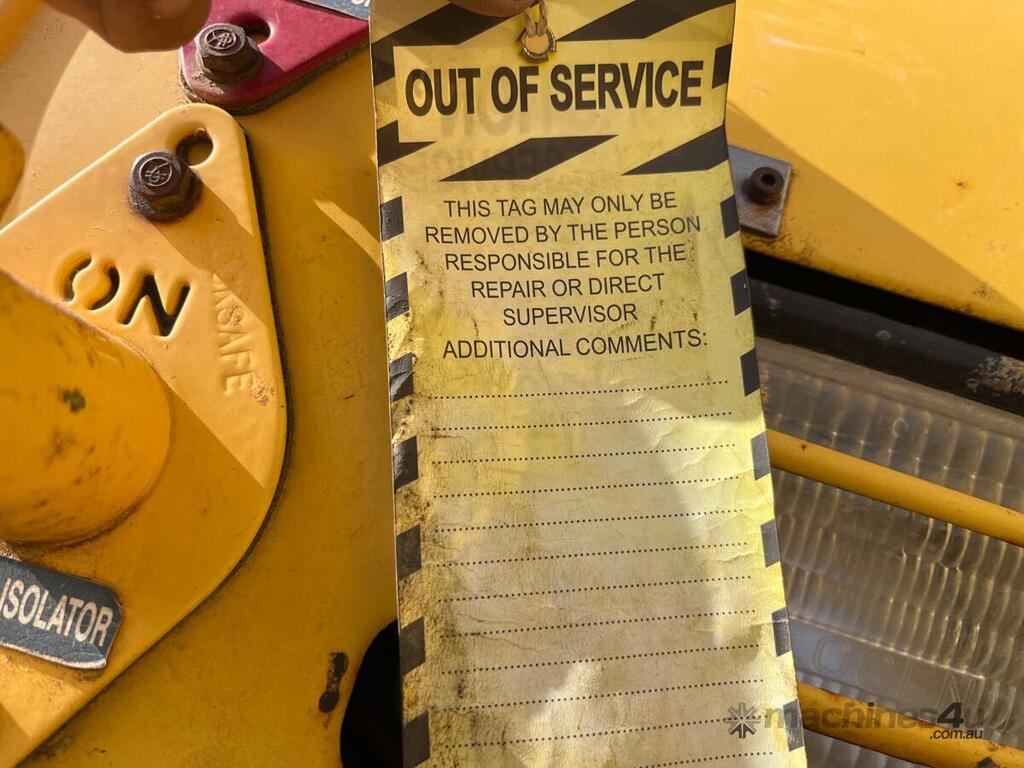 OUT OF SERVICE
THIS TAG MAY ONLY BE
REMOVED BY THE PERSON
RESPONSIBLE FOR THE
REPAIR OR DIRECT
SUPERVISOR
ADDITIONAL COMMENTS:
ON
ISOLATOR
machines4u
.com.au